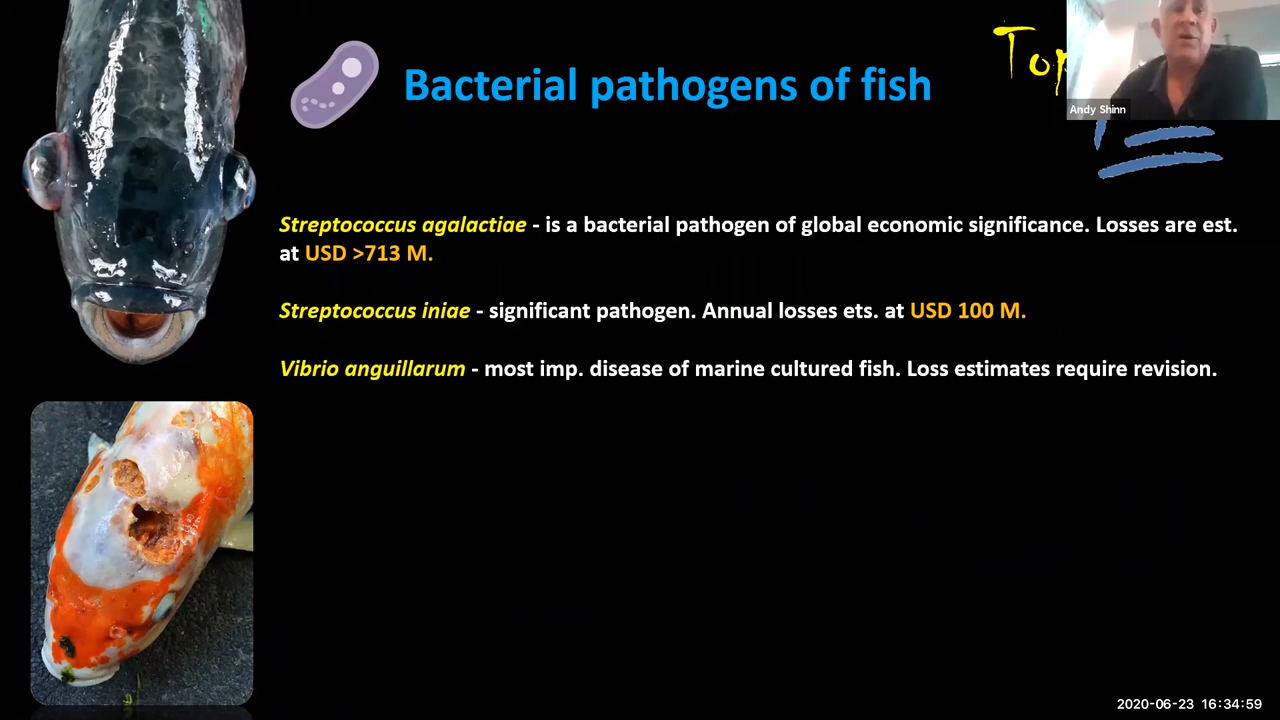 Bacterial pathogens of fish
Andy Shinn
Streptococcus agalactiae - is a bacterial pathogen of global economic significance. Losses are est.
at USD >713 M.
Streptococcus iniae - significant pathogen. Annual losses ets. at USD 100 M.
Vibrio anguillarum - most imp. disease of marine cultured fish. Loss estimates require revision.
2020-06-23 16:34:59